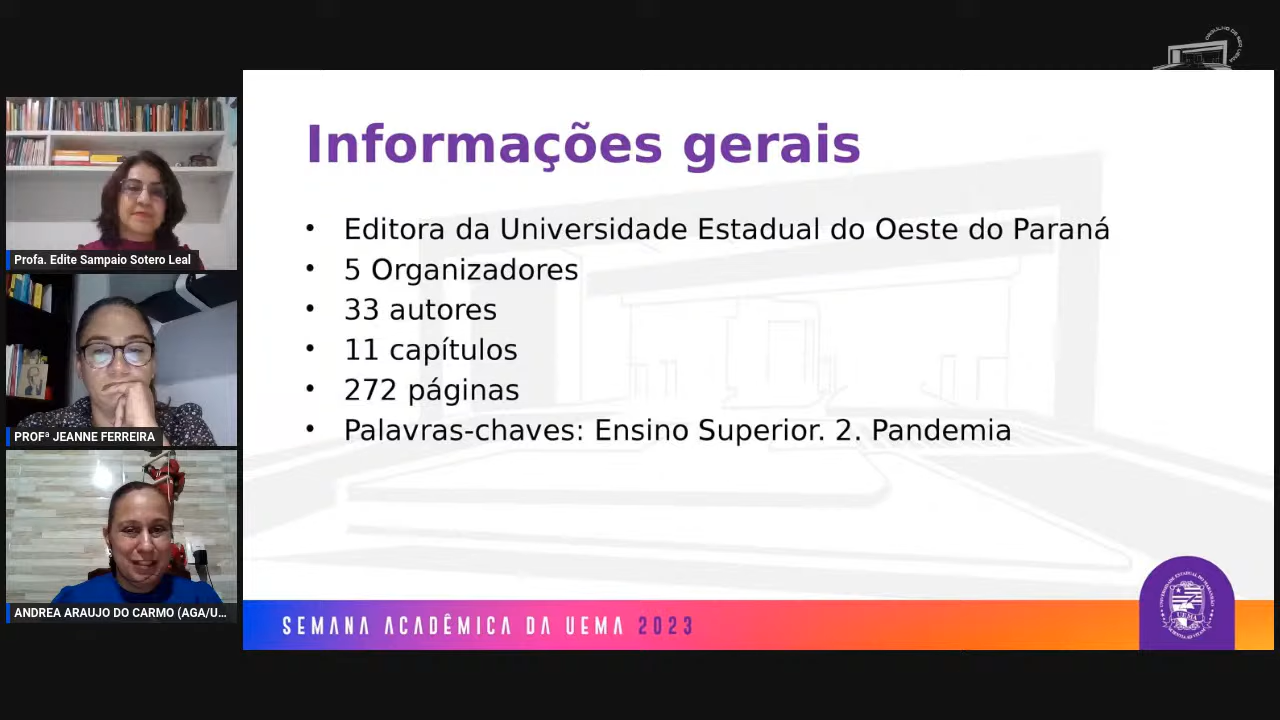 Informações gerais
• Editora da Universidade Estadual do Oeste do Paraná
• 5 Organizadores
• 33 autores
• 11 capítulos
• 272 páginas
• Palavras-chaves: Ensino Superior. 2. Pandemia
Profa. Edite Sampaio Sotero Leal
PROFª JEANNE FERREIRA
ANDREA ARAUJO DO CARMO (AGA/U...
SEMANA ACADÊMICA DA UEMA 2023
UEMA